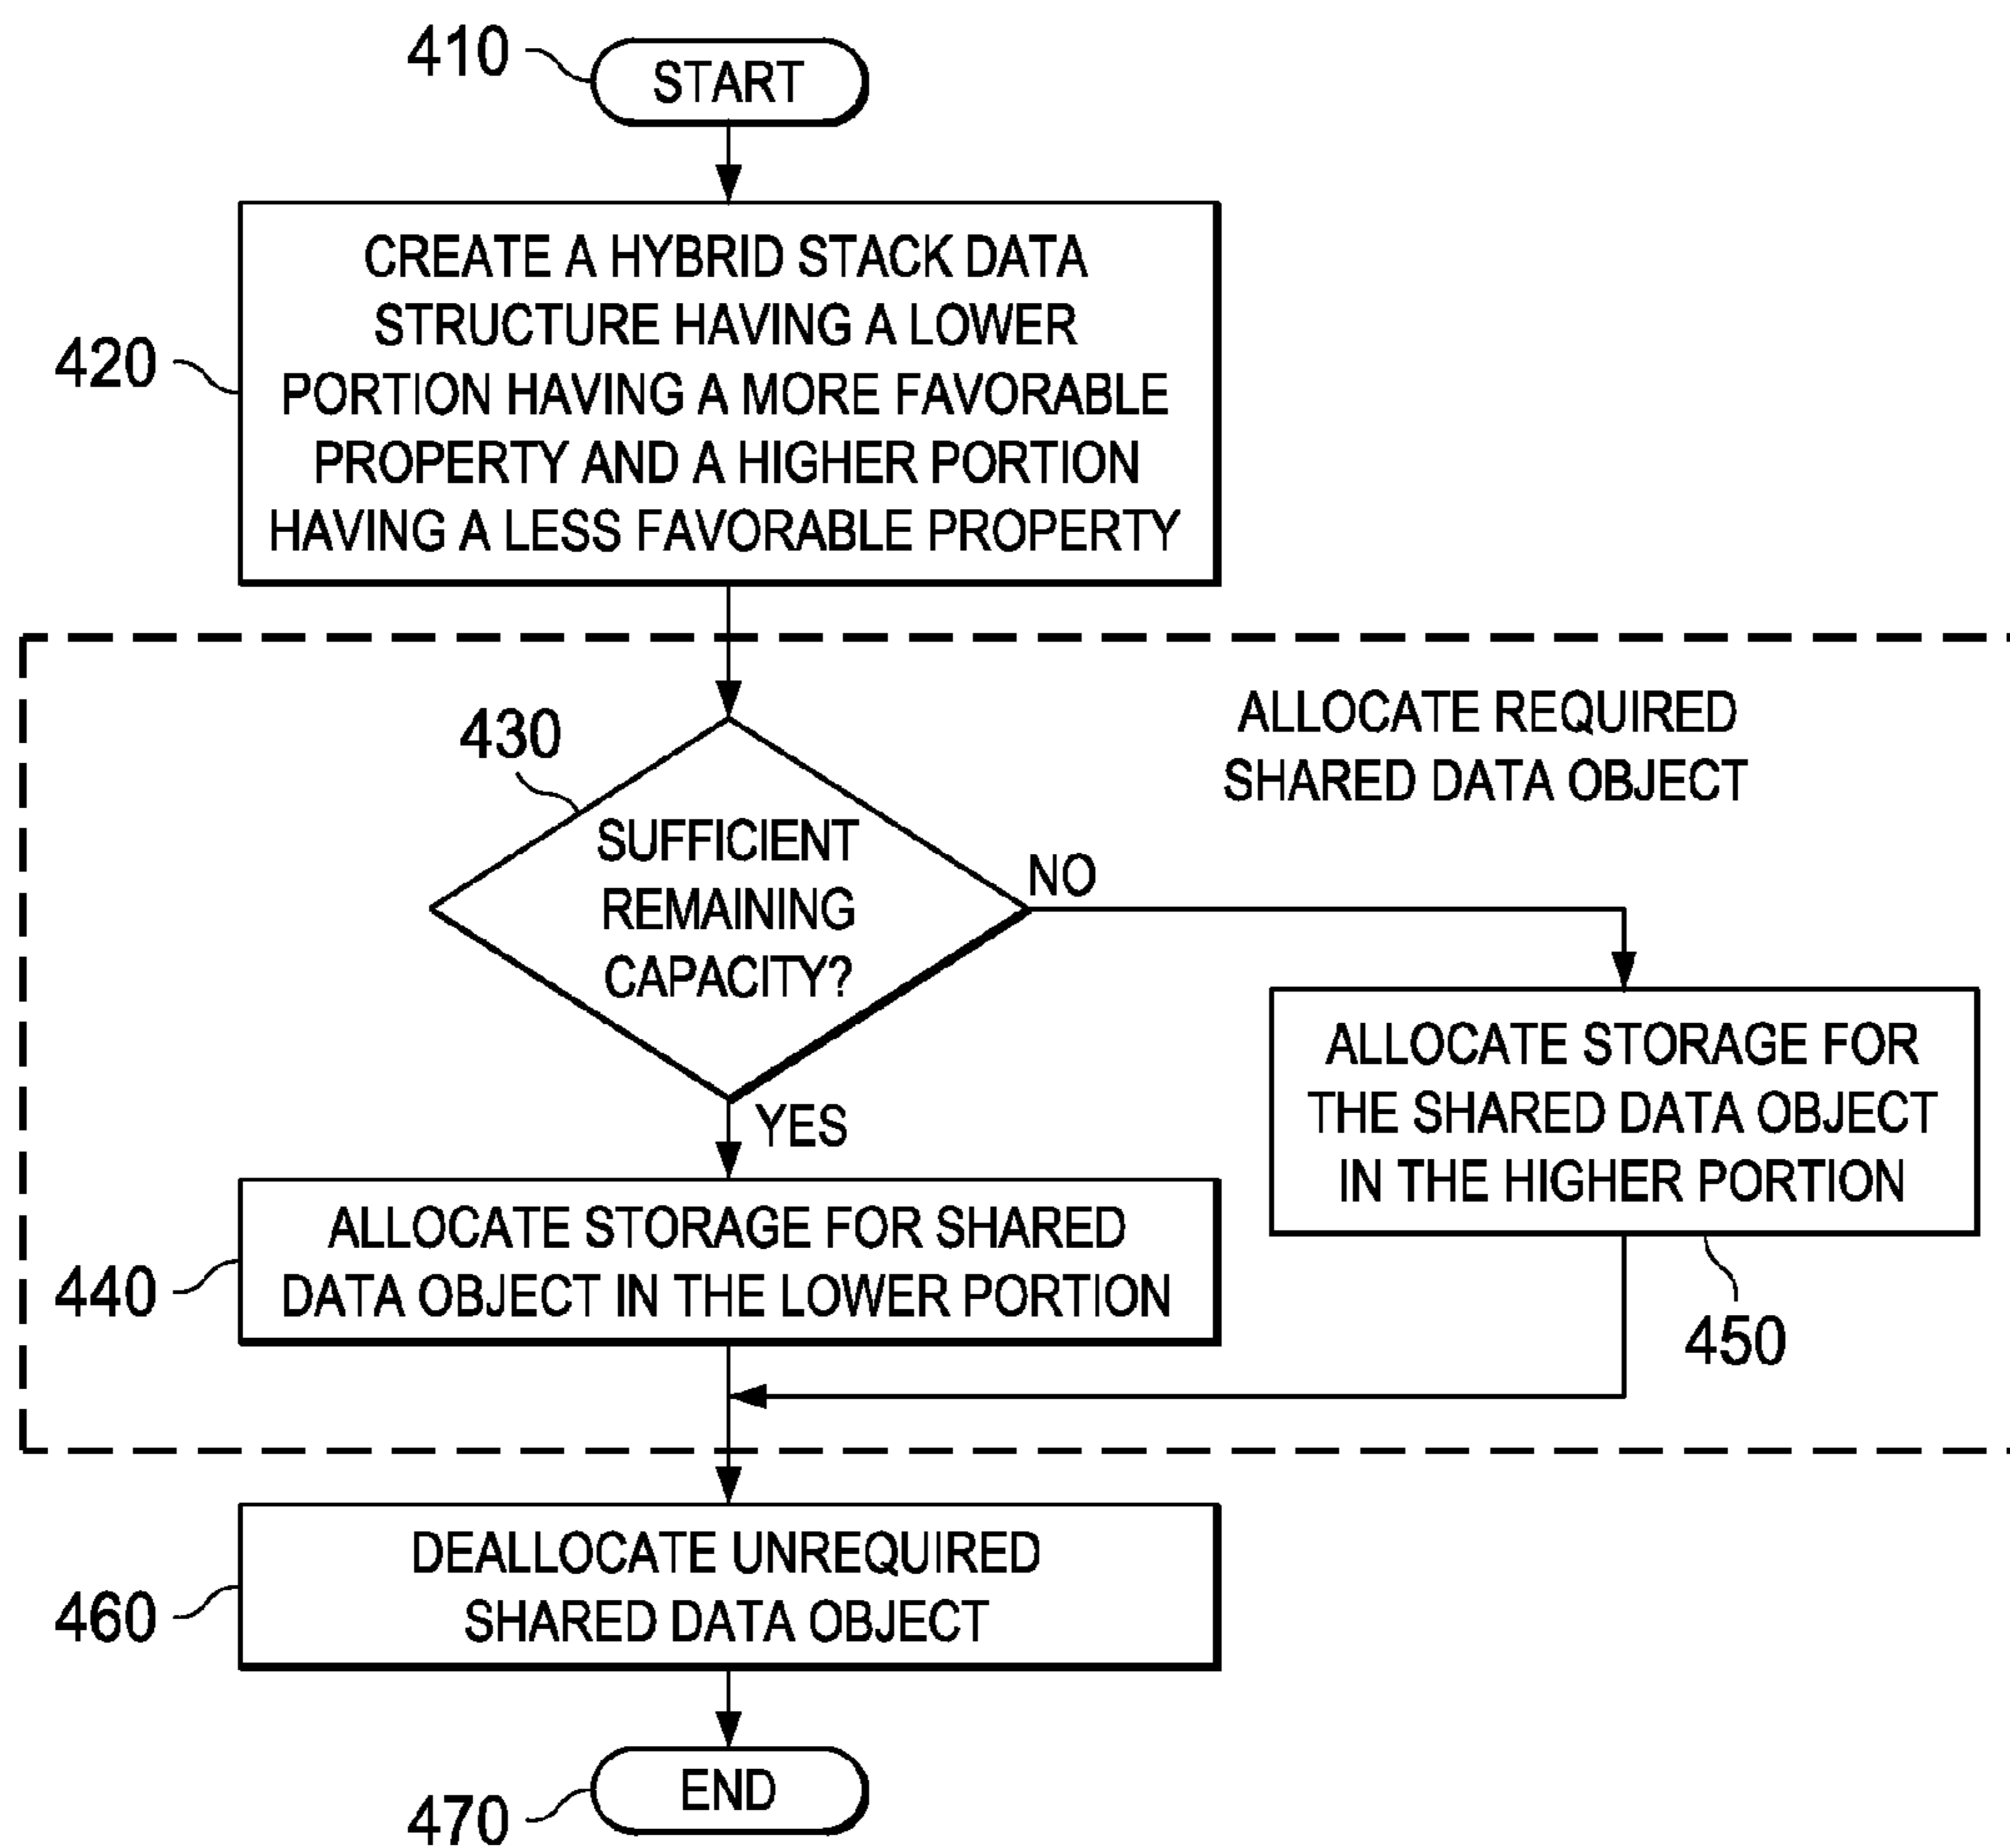 410
START
420
CREATE A HYBRID STACK DATA
STRUCTURE HAVING A LOWER
PORTION HAVING A MORE FAVORABLE
PROPERTY AND A HIGHER PORTION
HAVING A LESS FAVORABLE PROPERTY
ALLOCATE REQUIRED
SHARED DATA OBJECT
430
SUFFICIENT
REMAINING
CAPACITY?
NO
YES
ALLOCATE STORAGE FOR
THE SHARED DATA OBJECT
IN THE HIGHER PORTION
450
440
ALLOCATE STORAGE FOR SHARED
DATA OBJECT IN THE LOWER PORTION
460
DEALLOCATE UNREQUIRED
SHARED DATA OBJECT
470
END